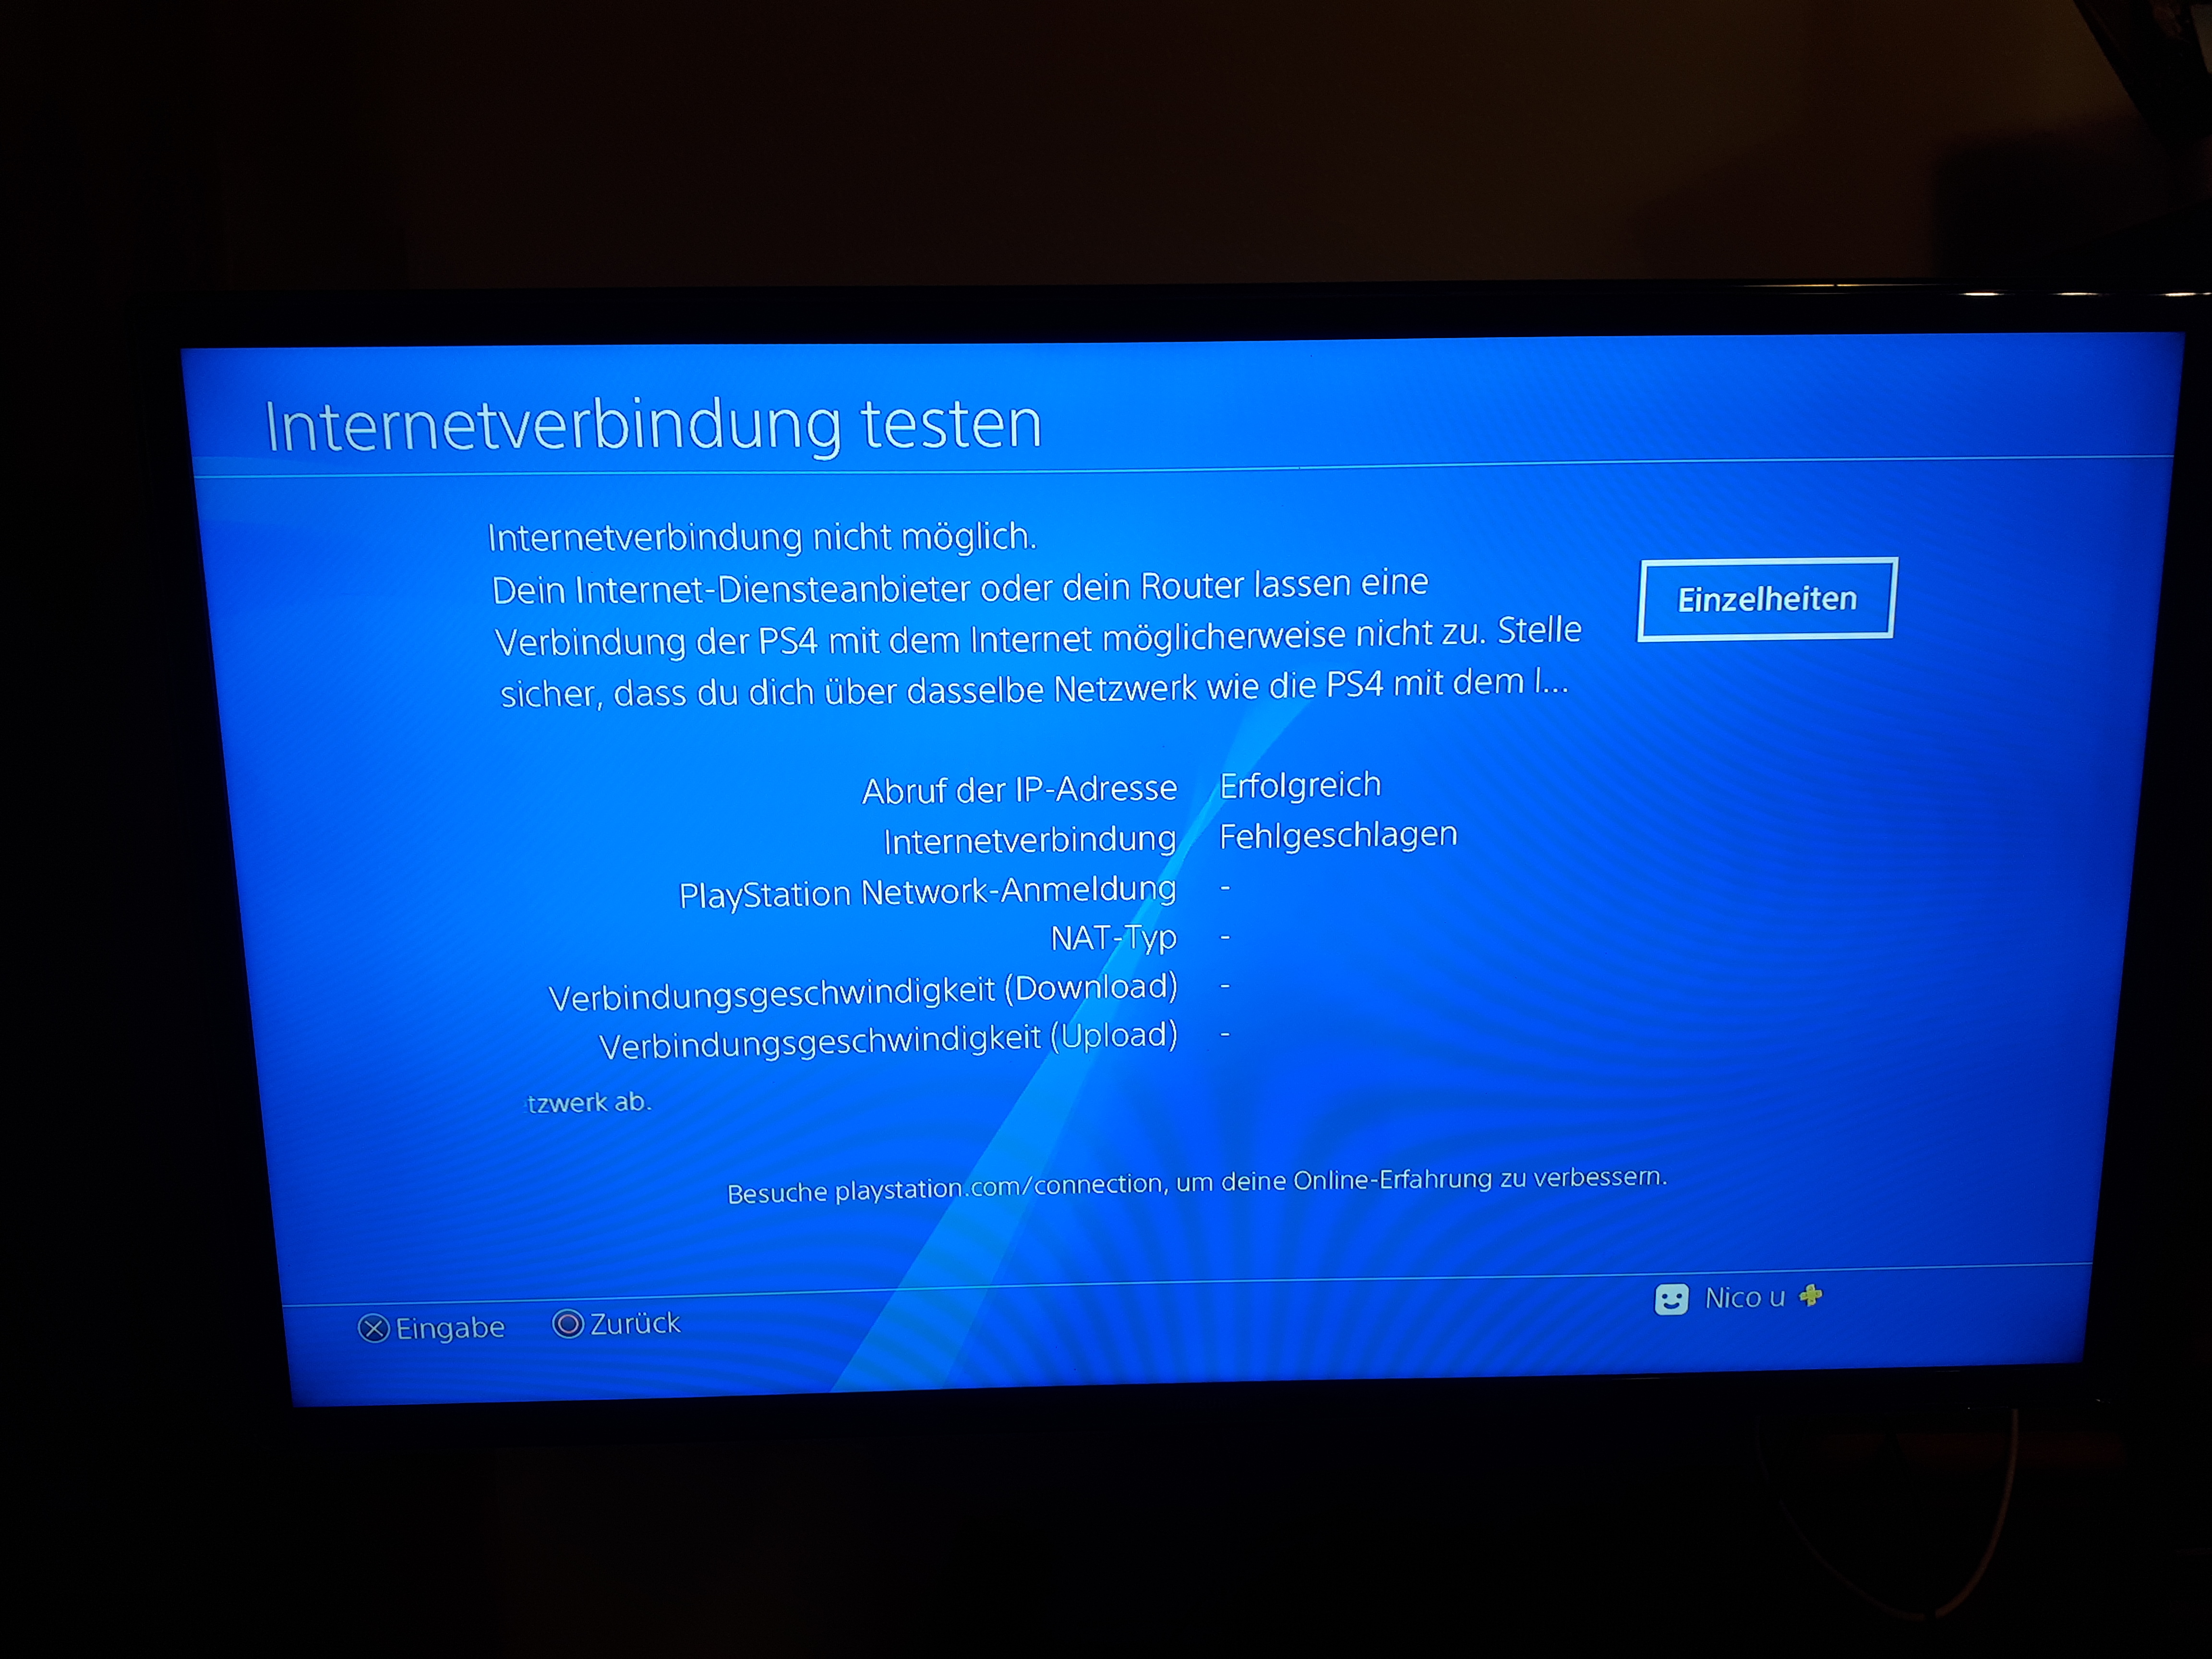 Internetverbindung testen
Internetverbindung nicht möglich.
Dein Internet-Diensteanbieter oder dein Router lassen eine
Verbindung der PS4 mit dem Internet möglicherweise nicht zu. Stelle
sicher, dass du dich über dasselbe Netzwerk wie die PS4 mit dem I...
Einzelheiten
Abruf der IP-Adresse Erfolgreich
Internetverbindung Fehlgeschlagen
PlayStation Network-Anmeldung -
NAT-Typ -
Verbindungsgeschwindigkeit (Download) -
Verbindungsgeschwindigkeit (Upload) -
tzwerk ab.
Besuche playstation.com/connection, um deine Online-Erfahrung zu verbessern.
Eingabe Zurück
Nico u